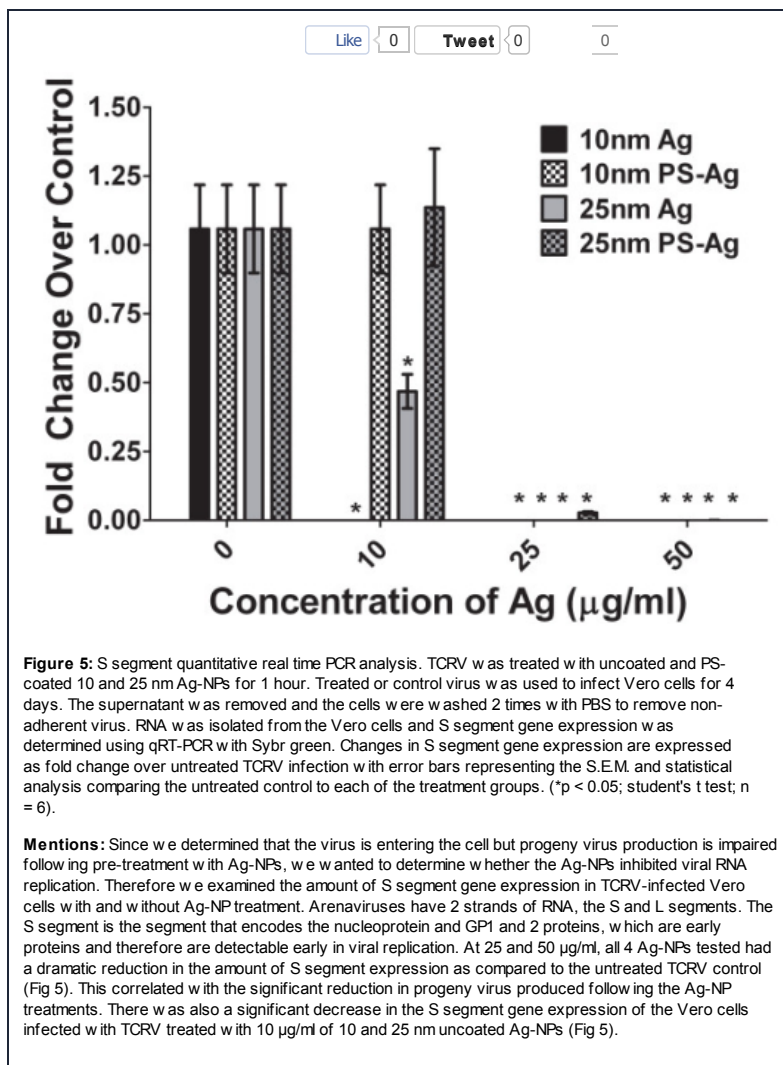 Like 0 Tweet 0 0
1.50
1.25
1.00
0.75
0.50
0.25
0.00
Fold Change Over Control
10nm Ag
10nm PS-Ag
25nm Ag
25nm PS-Ag
*
*
* * * *
* * * *
0 10 25 50
Concentration of Ag (µg/ml)
Figure 5: S segment quantitative real time PCR analysis. TCRV was treated with uncoated and PS-
coated 10 and 25 nm Ag-NPs for 1 hour. Treated or control virus was used to infect Vero cells for 4
days. The supernatant was removed and the cells were washed 2 times with PBS to remove non-
adherent virus. RNA was isolated from the Vero cells and S segment gene expression was
determined using qRT-PCR with Sybr green. Changes in S segment gene expression are expressed
as fold change over untreated TCRV infection with error bars representing the S.E.M. and statistical
analysis comparing the untreated control to each of the treatment groups. (*p < 0.05; student's t test; n
= 6).
Mentions: Since we determined that the virus is entering the cell but progeny virus production is impaired
following pre-treatment with Ag-NPs, we wanted to determine whether the Ag-NPs inhibited viral RNA
replication. Therefore we examined the amount of S segment gene expression in TCRV-infected Vero
cells with and without Ag-NP treatment. Arenaviruses have 2 strands of RNA, the S and L segments. The
S segment is the segment that encodes the nucleoprotein and GP1 and 2 proteins, which are early
proteins and therefore are detectable early in viral replication. At 25 and 50 µg/ml, all 4 Ag-NPs tested had
a dramatic reduction in the amount of S segment expression as compared to the untreated TCRV control
(Fig 5). This correlated with the significant reduction in progeny virus produced following the Ag-NP
treatments. There was also a significant decrease in the S segment gene expression of the Vero cells
infected with TCRV treated with 10 µg/ml of 10 and 25 nm uncoated Ag-NPs (Fig 5).